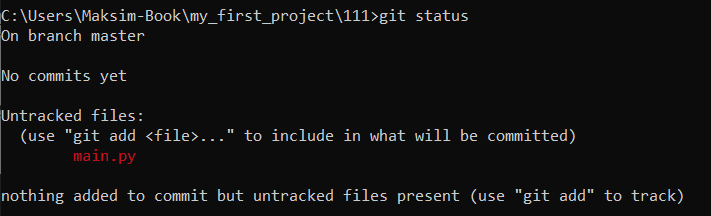 C:\Users\Maksim-Book\my_first_project\111>git status
On branch master
No commits yet
Untracked files:
(use "git add <file>..." to include in what will be committed)
main.py
nothing added to commit but untracked files present (use "git add" to track)